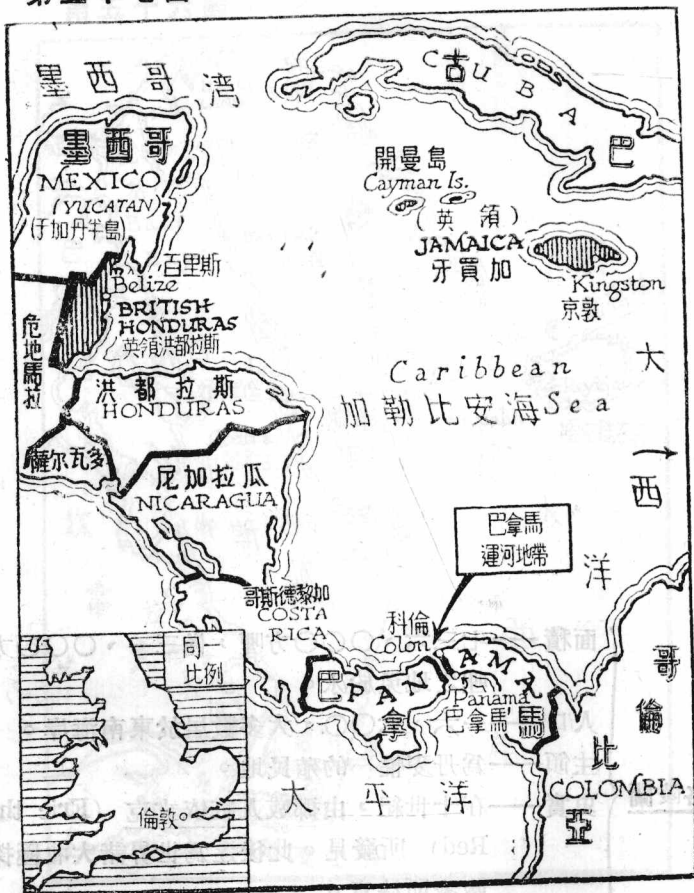 墨西哥湾
古巴
CUBA
墨西哥
MEXICO
(YUCATAN)
(于加丹半島)
開曼島
Cayman Is.
(英領)
JAMAICA
牙買加
Kingston
京敦
百里斯
Belize
BRITISH
HONDURAS
英領洪都拉斯
危地馬拉
洪都拉斯
HONDURAS
Caribbean
加勒比安海 Sea
大西洋
薩尔瓦多
尼加拉瓜
NICARAGUA
巴拿馬
運河地帶
哥斯德黎加
COSTA
RICA
科倫
Colon
巴拿馬
PANAMA
Panama
巴拿馬
哥倫比亞
COLOMBIA
太平洋
同
比例
倫敦